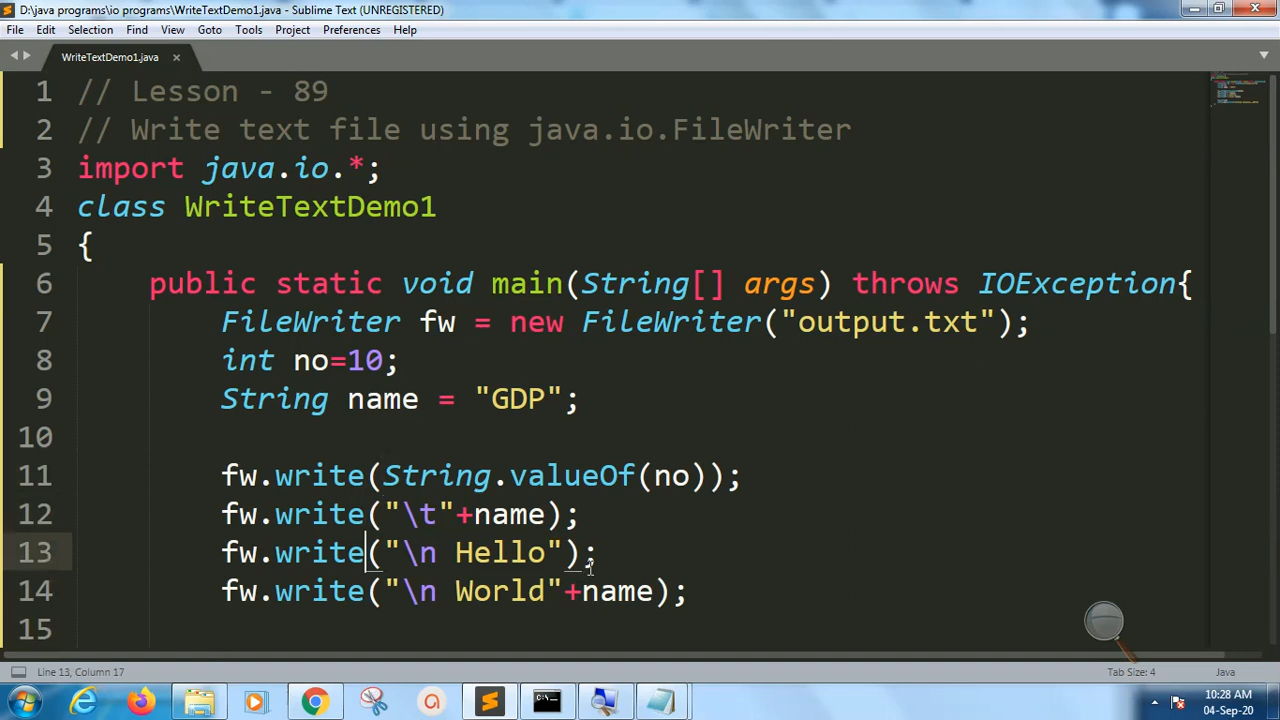 D:\java programs\io programs\WriteTextDemo1.java - Sublime Text (UNREGISTERED)
File Edit Selection Find View Goto Tools Project Preferences Help
WriteTextDemo1.java
1 // Lesson - 89
2 // Write text file using java.io.FileWriter
3 import java.io.*;
4 class WriteTextDemo1
5 {
6 public static void main(String[] args) throws IOException{
7 FileWriter fw = new FileWriter("output.txt");
8 int no=10;
9 String name = "GDP";
10
11 fw.write(String.valueOf(no));
12 fw.write("\t"+name);
13 fw.write("\n Hello");
14 fw.write("\n World"+name);
15
Line 13, Column 17 Tab Size: 4 Java
10:28 AM
04-Sep-20